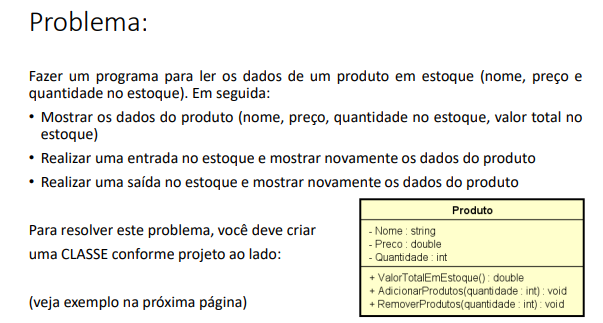 Problema:
Fazer um programa para ler os dados de um produto em estoque (nome, preço e
quantidade no estoque). Em seguida:
• Mostrar os dados do produto (nome, preço, quantidade no estoque, valor total no
estoque)
• Realizar uma entrada no estoque e mostrar novamente os dados do produto
• Realizar uma saída no estoque e mostrar novamente os dados do produto
Para resolver este problema, você deve criar
uma CLASSE conforme projeto ao lado:
(veja exemplo na próxima página)
Produto
- Nome : string
- Preco : double
- Quantidade : int
+ ValorTotalEmEstoque() : double
+ AdicionarProdutos(quantidade : int) : void
+ RemoverProdutos(quantidade : int) : void